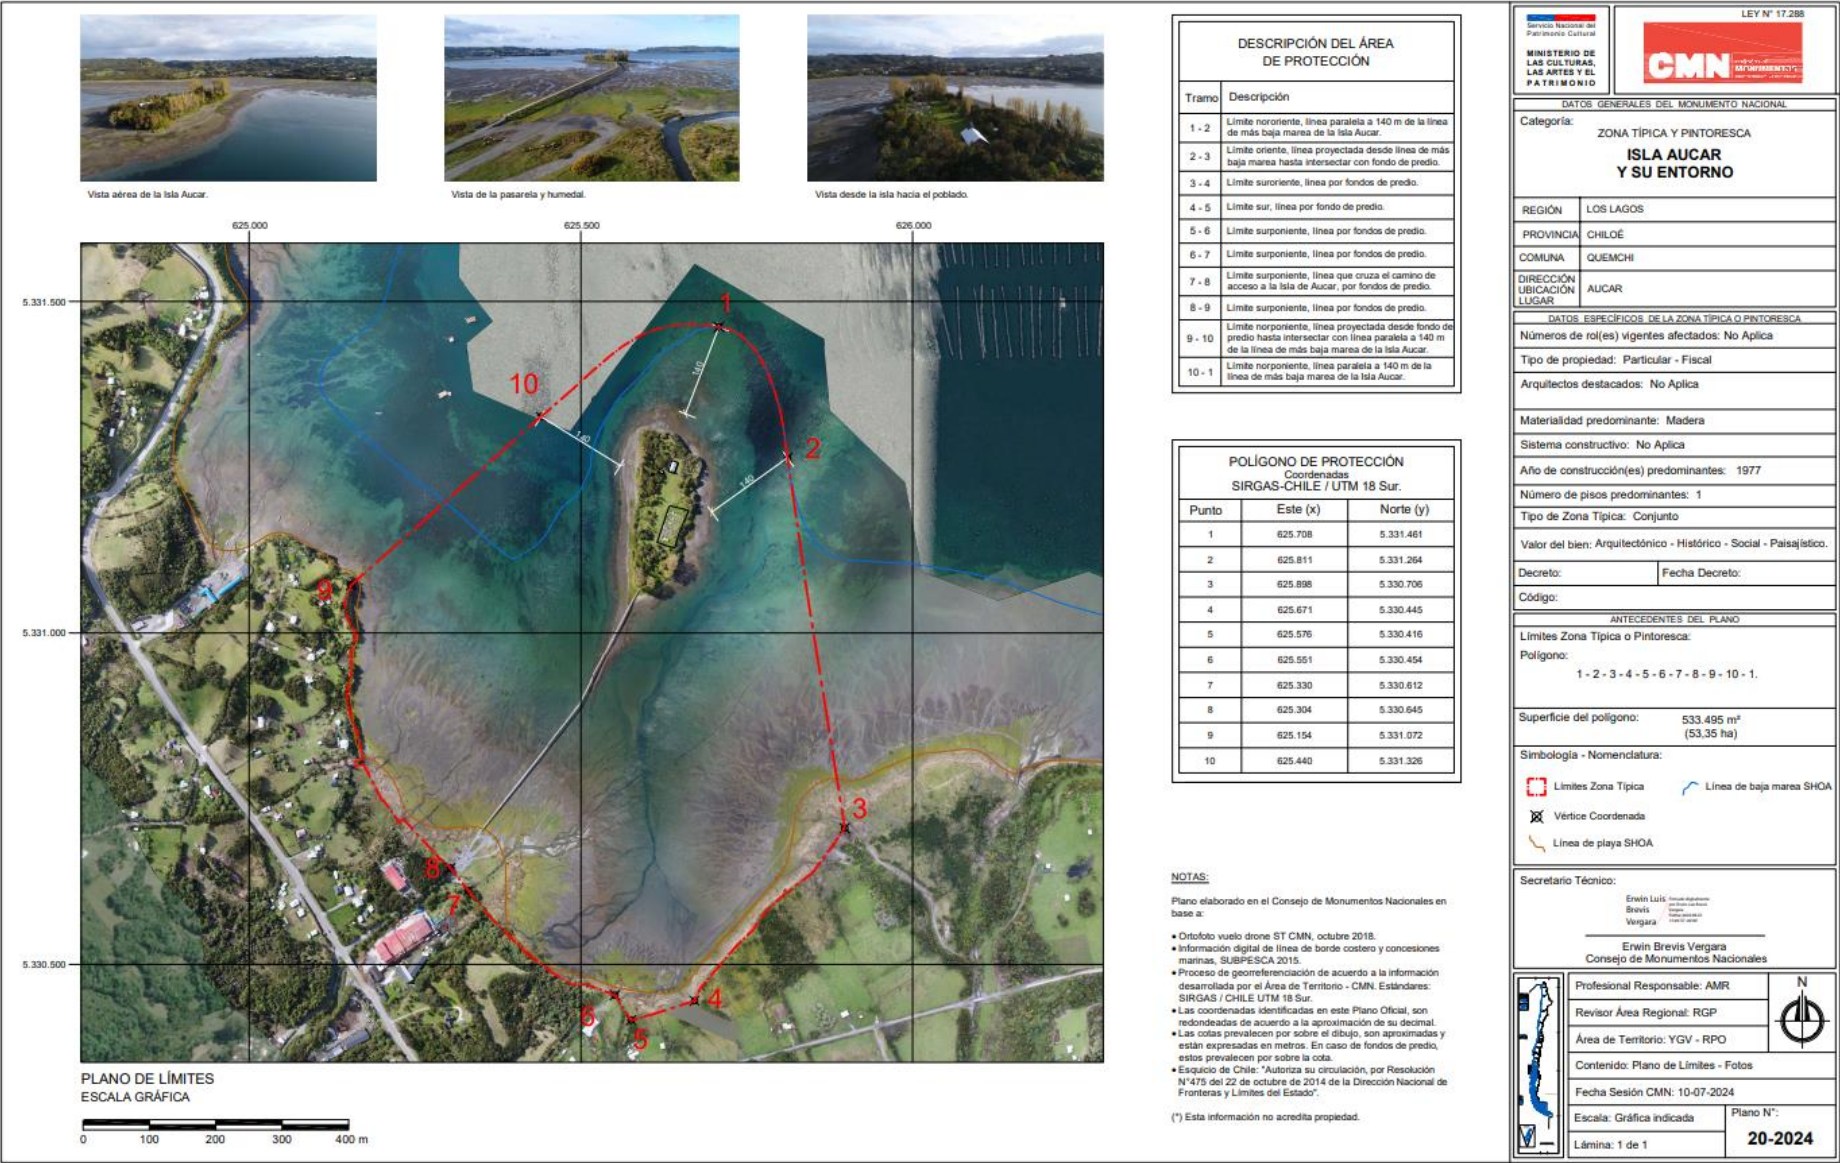 Vista aérea de la Isla Aucar.
Vista de la pasarela y humedal.
Vista desde la isla hacia el poblado.
625.000
625.500
626.000
5.331.500
5.331.000
5.330.500
1
2
3
4
5
6
7
8
9
10
140
140
140
PLANO DE LÍMITES
ESCALA GRÁFICA
0 100 200 300 400 m
DESCRIPCIÓN DEL ÁREA
DE PROTECCIÓN
Tramo Descripción
1 - 2 Límite nororiente, línea paralela a 140 m de la línea
de más baja marea de la Isla Aucar.
2 - 3 Límite oriente, línea proyectada desde línea de más
baja marea hasta intersectar con fondo de predio.
3 - 4 Límite suroriente, línea por fondos de predio.
4 - 5 Límite sur, línea por fondo de predio.
5 - 6 Límite surponiente, línea por fondos de predio.
6 - 7 Límite surponiente, línea por fondos de predio.
7 - 8 Límite surponiente, línea que cruza el camino de
acceso a la Isla de Aucar, por fondos de predio.
8 - 9 Límite surponiente, línea por fondos de predio.
9 - 10 Límite norponiente, línea proyectada desde fondo de
predio hasta intersectar con línea paralela a 140 m
de la línea de más baja marea de la Isla Aucar.
10 - 1 Límite norponiente, línea paralela a 140 m de la
línea de más baja marea de la Isla Aucar.
POLÍGONO DE PROTECCIÓN
Coordenadas
SIRGAS-CHILE / UTM 18 Sur.
Punto Este (x) Norte (y)
1 625.708 5.331.461
2 625.811 5.331.264
3 625.898 5.330.706
4 625.671 5.330.445
5 625.576 5.330.416
6 625.551 5.330.454
7 625.330 5.330.612
8 625.304 5.330.645
9 625.154 5.331.072
10 625.440 5.331.326
NOTAS:
Plano elaborado en el Consejo de Monumentos Nacionales en
base a:
• Ortofoto vuelo drone ST CMN, octubre 2018.
• Información digital de línea de borde costero y concesiones
marinas, SUBPESCA 2015.
• Proceso de georreferenciación de acuerdo a la información
desarrollada por el Área de Territorio - CMN. Estándares:
SIRGAS / CHILE UTM 18 Sur.
• Las coordenadas identificadas en este Plano Oficial, son
redondeadas de acuerdo a la aproximación de su decimal.
• Las cotas prevalecen por sobre el dibujo, son aproximadas y
están expresadas en metros. En caso de fondos de predio,
estos prevalecen por sobre la cota.
• Esquicio de Chile: "Autoriza su circulación, por Resolución
N°475 del 22 de octubre de 2014 de la Dirección Nacional de
Fronteras y Límites del Estado".
(*) Esta información no acredita propiedad.
Servicio Nacional del
Patrimonio Cultural
MINISTERIO DE
LAS CULTURAS,
LAS ARTES Y EL
PATRIMONIO
LEY N° 17.288
CMN
DATOS GENERALES DEL MONUMENTO NACIONAL
Categoría:
ZONA TÍPICA Y PINTORESCA
ISLA AUCAR
Y SU ENTORNO
REGIÓN LOS LAGOS
PROVINCIA CHILOÉ
COMUNA QUEMCHI
DIRECCIÓN
UBICACIÓN
LUGAR
AUCAR
DATOS ESPECÍFICOS DE LA ZONA TÍPICA O PINTORESCA
Números de rol(es) vigentes afectados: No Aplica
Tipo de propiedad: Particular - Fiscal
Arquitectos destacados: No Aplica
Materialidad predominante: Madera
Sistema constructivo: No Aplica
Año de construcción(es) predominantes: 1977
Número de pisos predominantes: 1
Tipo de Zona Típica: Conjunto
Valor del bien: Arquitectónico - Histórico - Social - Paisajístico.
Decreto: Fecha Decreto:
Código:
ANTECEDENTES DEL PLANO
Límites Zona Típica o Pintoresca:
Polígono:
1 - 2 - 3 - 4 - 5 - 6 - 7 - 8 - 9 - 10 - 1.
Superficie del polígono: 533.495 m²
(53,35 ha)
Simbología - Nomenclatura:
Límites Zona Típica
Línea de baja marea SHOA
Vértice Coordenada
Línea de playa SHOA
Secretario Técnico:
Erwin Luis
Brevis
Vergara
Erwin Brevis Vergara
Consejo de Monumentos Nacionales
Profesional Responsable: AMR
Revisor Área Regional: RGP
Área de Territorio: YGV - RPO
N
Contenido: Plano de Límites - Fotos
Fecha Sesión CMN: 10-07-2024
Escala: Gráfica indicada
Lámina: 1 de 1
Plano N°:
20-2024